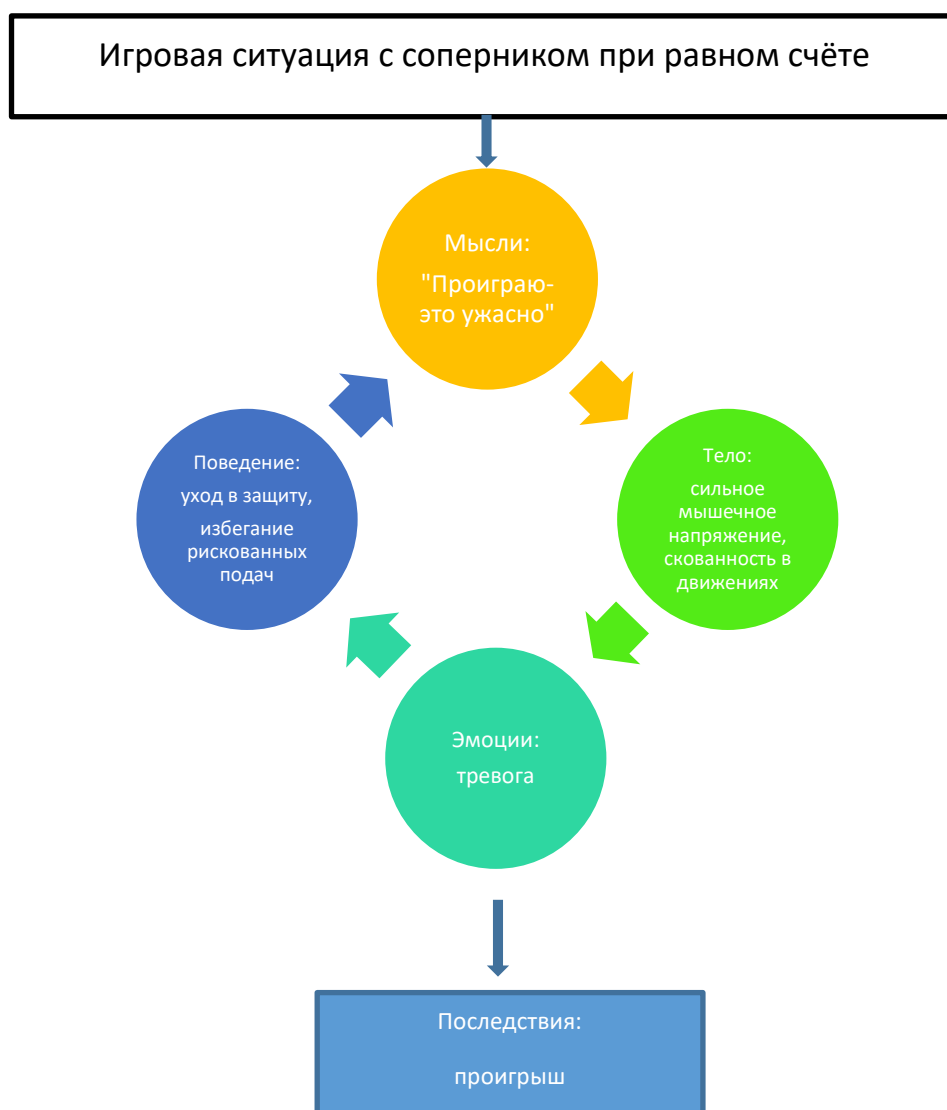 Игровая ситуация с соперником при равном счёте
Мысли:
"Проиграю-
это ужасно"
Поведение:
уход в защиту,
избегание
рискованных
подач
Тело:
сильное
мышечное
напряжение,
скованность в
движениях
Эмоции:
тревога
Последствия:
проигрыш